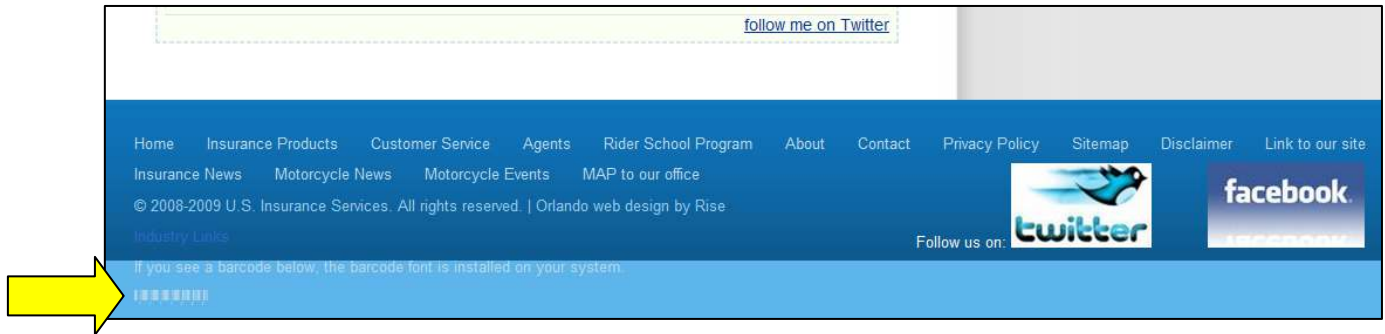 follow me on Twitter
Home Insurance Products Customer Service Agents Rider School Program About Contact Privacy Policy Sitemap Disclaimer Link to our site
Insurance News Motorcycle News Motorcycle Events MAP to our office
© 2008-2009 U.S. Insurance Services. All rights reserved. | Orlando web design by Rise
Industry Links
Follow us on:
twitter
facebook.
If you see a barcode below, the barcode font is installed on your system.